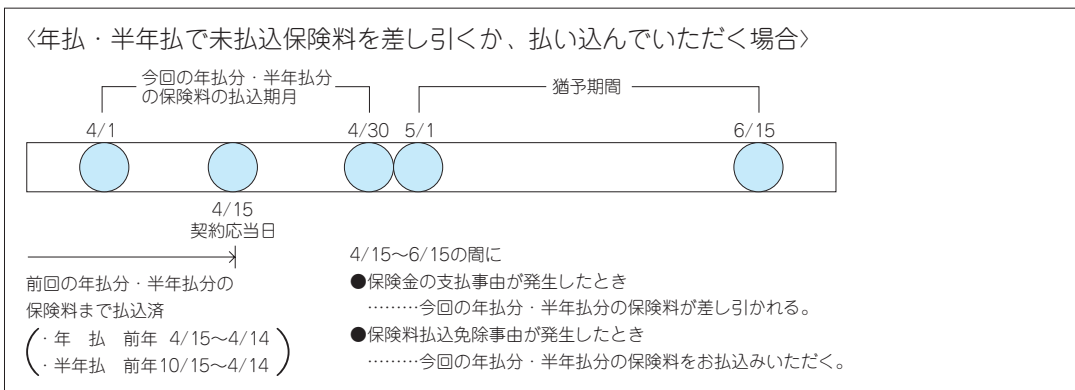 〈年払・半年払で未払込保険料を差し引くか、払い込んでいただく場合〉
今回の年払分・半年払分
の保険料の払込期月
猶予期間
4/1
4/30
5/1
6/15
4/15
契約応当日
前回の年払分・半年払分の
保険料まで払込済
・年　払　前年 4/15～4/14
・半年払　前年10/15～4/14
4/15～6/15の間に
●保険金の支払事由が発生したとき
………今回の年払分・半年払分の保険料が差し引かれる。
●保険料払込免除事由が発生したとき
………今回の年払分・半年払分の保険料をお払込みいただく。